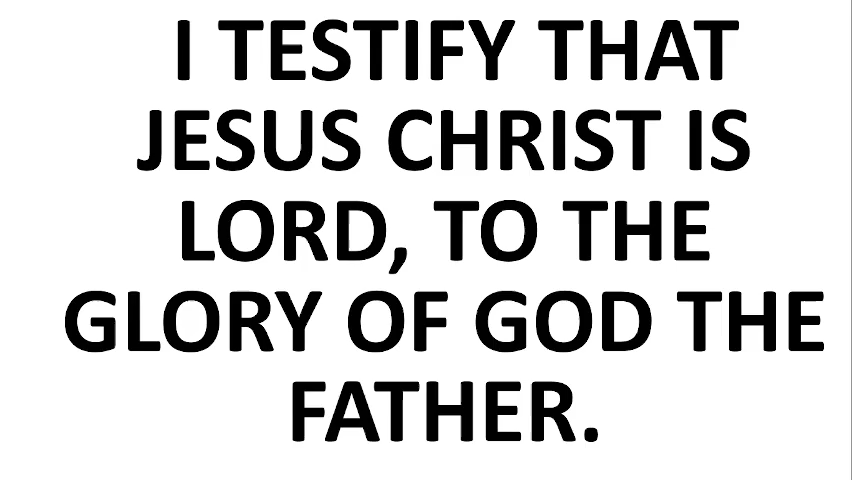 I TESTIFY THAT
JESUS CHRIST IS
LORD, TO THE
GLORY OF GOD THE
FATHER.